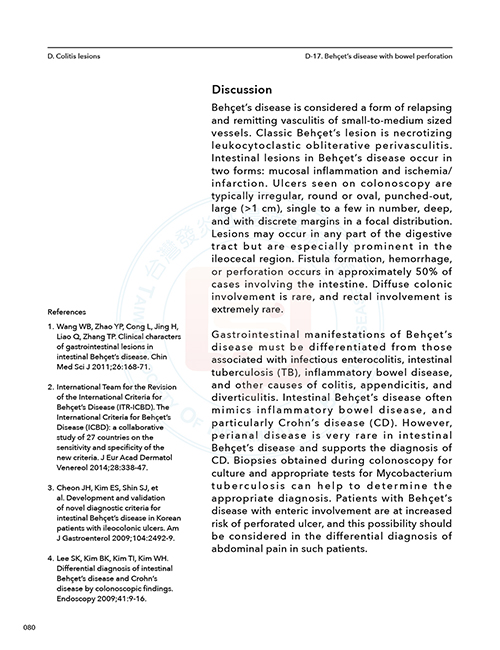 D. Colitis lesions
D-17. Behçet's disease with bowel perforation
Discussion
Behçet's disease is considered a form of relapsing
and remitting vasculitis of small-to-medium sized
vessels. Classic Behçet's lesion is necrotizing
leukocytoclastic obliterative perivasculitis.
Intestinal lesions in Behçet's disease occur in
two forms: mucosal inflammation and ischemia/
infarction. Ulcers seen on colonoscopy are
typically irregular, round or oval, punched-out,
large (>1 cm), single to a few in number, deep,
and with discrete margins in a focal distribution.
Lesions may occur in any part of the digestive
tract but are especially prominent in the
ileocecal region. Fistula formation, hemorrhage,
or perforation occurs in approximately 50% of
cases involving the intestine. Diffuse colonic
involvement is rare, and rectal involvement is
extremely rare.
Gastrointestinal manifestations of Behçet's
disease must be differentiated from those
associated with infectious enterocolitis, intestinal
tuberculosis (TB), inflammatory bowel disease,
and other causes of colitis, appendicitis, and
diverticulitis. Intestinal Behçet's disease often
mimics inflammatory bowel disease, and
particularly Crohn's disease (CD). However,
perianal disease is very rare in intestinal
Behçet's disease and supports the diagnosis of
CD. Biopsies obtained during colonoscopy for
culture and appropriate tests for Mycobacterium
tuberculosis can help to determine the
appropriate diagnosis. Patients with Behçet's
disease with enteric involvement are at increased
risk of perforated ulcer, and this possibility should
be considered in the differential diagnosis of
abdominal pain in such patients.
References
1. Wang WB, Zhao YP, Cong L, Jing H,
Liao Q, Zhang TP. Clinical characters
of gastrointestinal lesions in
intestinal Behçet's disease. Chin
Med Sci J 2011;26:168-71.
2. International Team for the Revision
of the International Criteria for
Behçet's Disease (ITR-ICBD). The
International Criteria for Behçet's
Disease (ICBD): a collaborative
study of 27 countries on the
sensitivity and specificity of the
new criteria. J Eur Acad Dermatol
Venereol 2014;28:338-47.
3. Cheon JH, Kim ES, Shin SJ, et
al. Development and validation
of novel diagnostic criteria for
intestinal Behçet's disease in Korean
patients with ileocolonic ulcers. Am
J Gastroenterol 2009;104:2492-9.
4. Lee SK, Kim BK, Kim TI, Kim WH.
Differential diagnosis of intestinal
Behçet's disease and Crohn's
disease by colonoscopic findings.
Endoscopy 2009;41:9-16.
080